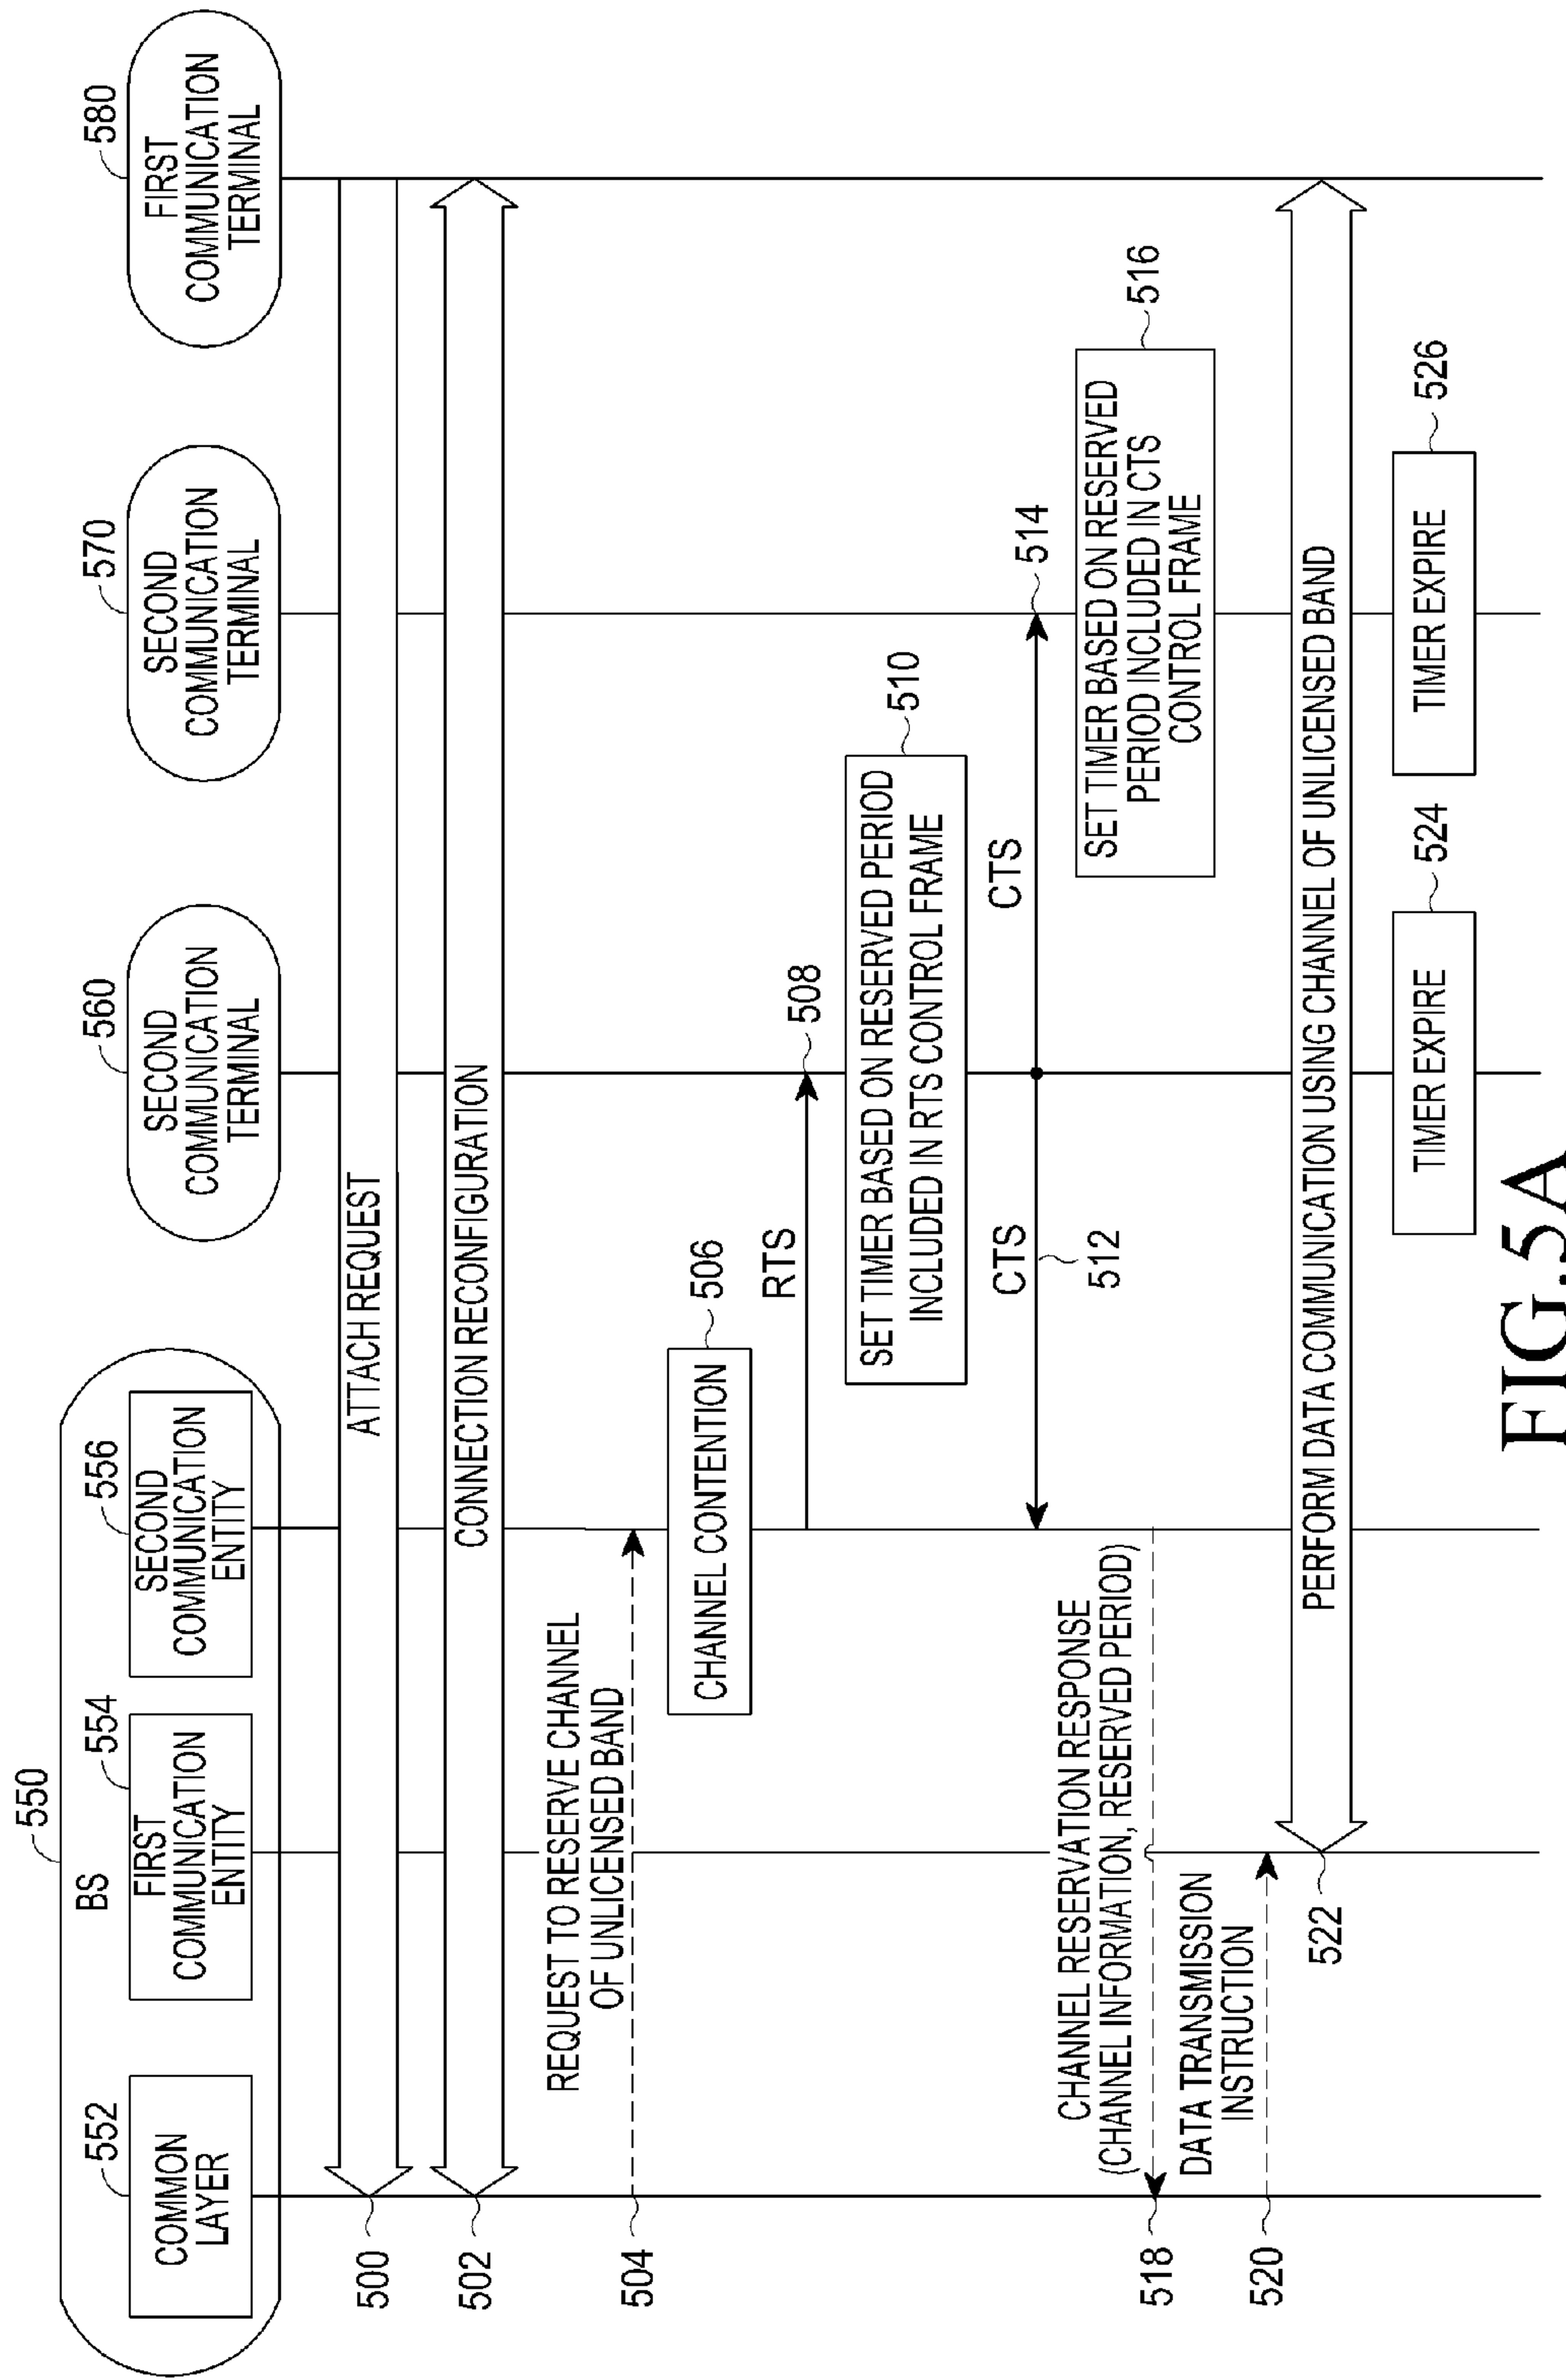 550
BS
552
COMMON
LAYER
554
FIRST
COMMUNICATION
ENTITY
556
SECOND
COMMUNICATION
ENTITY
560
SECOND
COMMUNICATION
TERMINAL
570
SECOND
COMMUNICATION
TERMINAL
580
FIRST
COMMUNICATION
TERMINAL
500
ATTACH REQUEST
502
CONNECTION RECONFIGURATION
504
REQUEST TO RESERVE CHANNEL
OF UNLICENSED BAND
CHANNEL CONTENTION
506
RTS
508
SET TIMER BASED ON RESERVED PERIOD
INCLUDED IN RTS CONTROL FRAME
510
CTS
512
CTS
514
SET TIMER BASED ON RESERVED
PERIOD INCLUDED IN CTS
CONTROL FRAME
516
518
CHANNEL RESERVATION RESPONSE
(CHANNEL INFORMATION, RESERVED PERIOD)
520
DATA TRANSMISSION
INSTRUCTION
522
PERFORM DATA COMMUNICATION USING CHANNEL OF UNLICENSED BAND
TIMER EXPIRE
524
TIMER EXPIRE
526
FIG.5A